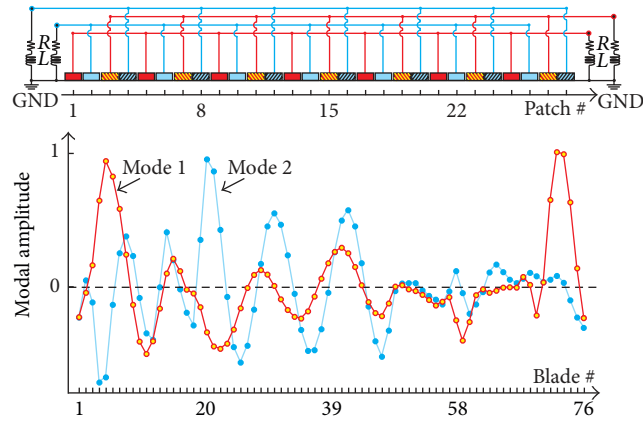 R R
L L
GND GND
1 8 15 22 Patch #
1
Mode 1 Mode 2
Modal amplitude
0
Blade #
1 20 39 58 76